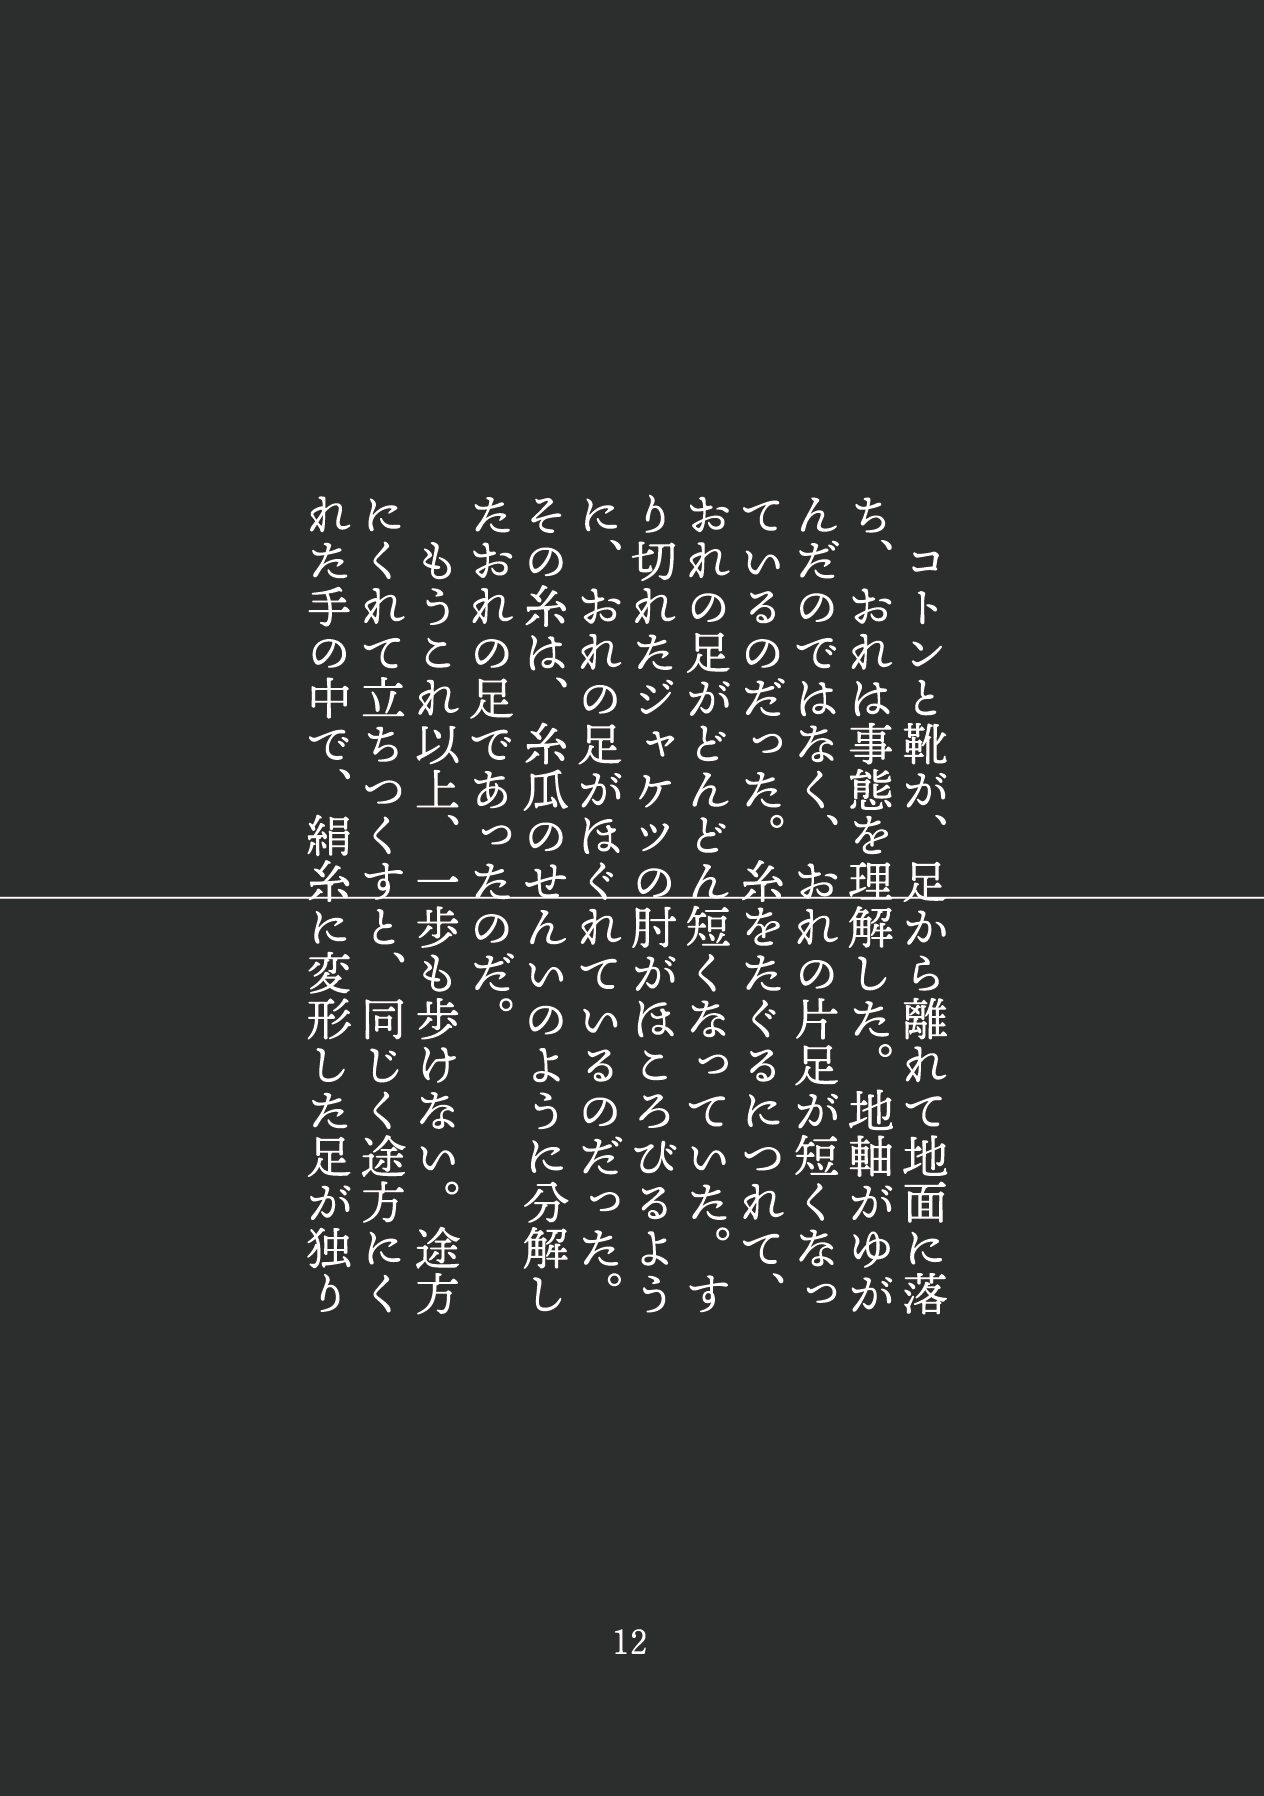 コトンと靴が、足から離れて地面に落
ち、おれは事態を理解した。地軸がゆが
んだのではなく、おれの片足が短くなっ
ているのだった。糸をたぐるにつれて、
おれの足がどんどん短くなっていた。す
り切れたジャケツの肘がほころびるよう
に、おれの足がほぐれているのだった。
その糸は、糸瓜のせんいのように分解し
たおれの足であったのだ。
　もうこれ以上、一歩も歩けない。途方
にくれて立ちつくすと、同じく途方にく
れた手の中で、絹糸に変形した足が独り
12